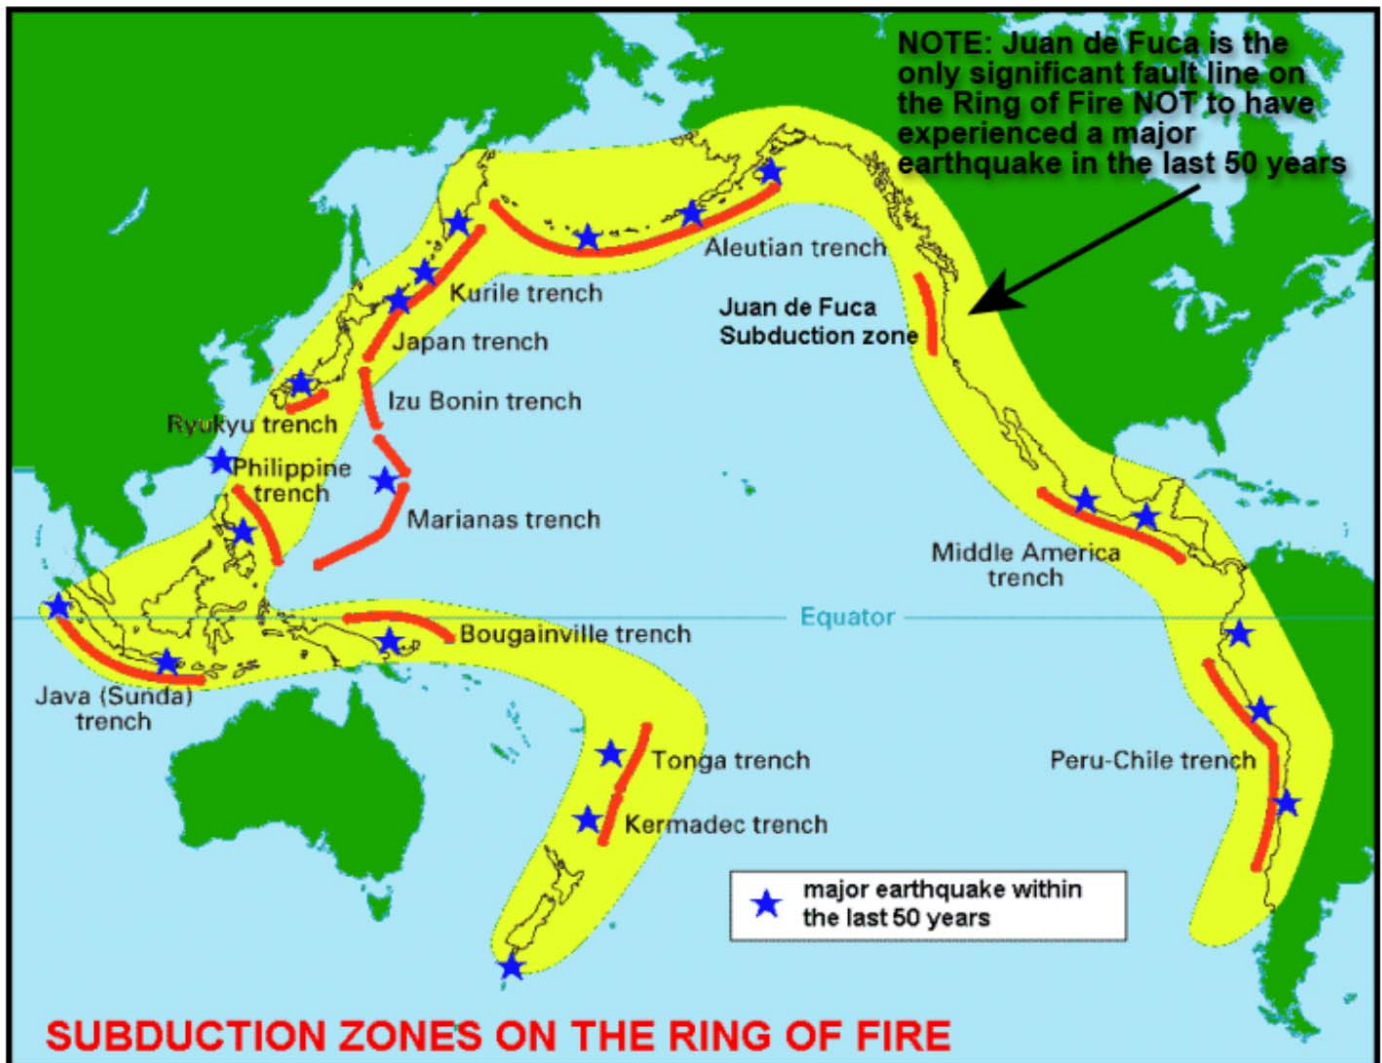 NOTE: Juan de Fuca is the
only significant fault line on
the Ring of Fire NOT to have
experienced a major
earthquake in the last 50 years
Aleutian trench
Kurile trench
Juan de Fuca
Subduction zone
Japan trench
Izu Bonin trench
Ryukyu trench
Philippine
trench
Marianas trench
Middle America
trench
Equator
Bougainville trench
Java (Sunda)
trench
Tonga trench
Peru-Chile trench
Kermadec trench
major earthquake within
the last 50 years
SUBDUCTION ZONES ON THE RING OF FIRE